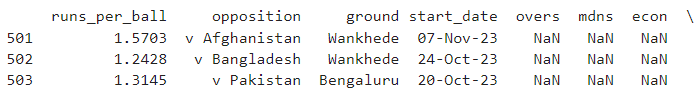 runs_per_ball opposition ground start_date overs mdns econ \
501 1.5703 v Afghanistan Wankhede 07-Nov-23 NaN NaN NaN
502 1.2428 v Bangladesh Wankhede 24-Oct-23 NaN NaN NaN
503 1.3145 v Pakistan Bengaluru 20-Oct-23 NaN NaN NaN